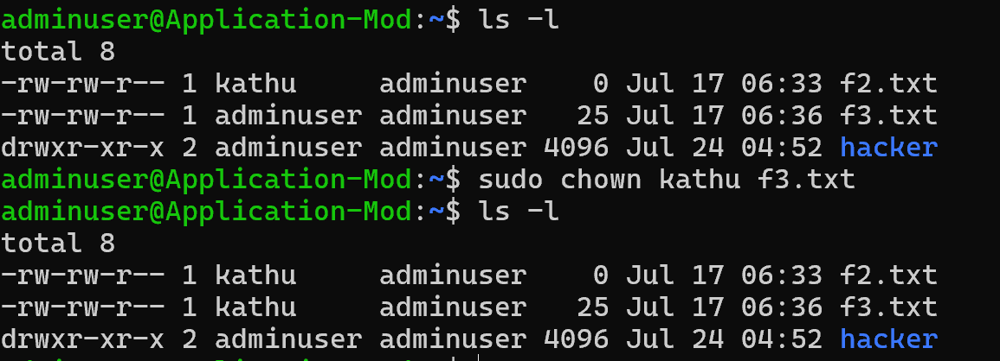 adminuser@Application-Mod:~$ ls -l
total 8
-rw-rw-r-- 1 kathu     adminuser    0 Jul 17 06:33 f2.txt
-rw-rw-r-- 1 adminuser adminuser   25 Jul 17 06:36 f3.txt
drwxr-xr-x 2 adminuser adminuser 4096 Jul 24 04:52 hacker
adminuser@Application-Mod:~$ sudo chown kathu f3.txt
adminuser@Application-Mod:~$ ls -l
total 8
-rw-rw-r-- 1 kathu     adminuser    0 Jul 17 06:33 f2.txt
-rw-rw-r-- 1 kathu     adminuser   25 Jul 17 06:36 f3.txt
drwxr-xr-x 2 adminuser adminuser 4096 Jul 24 04:52 hacker